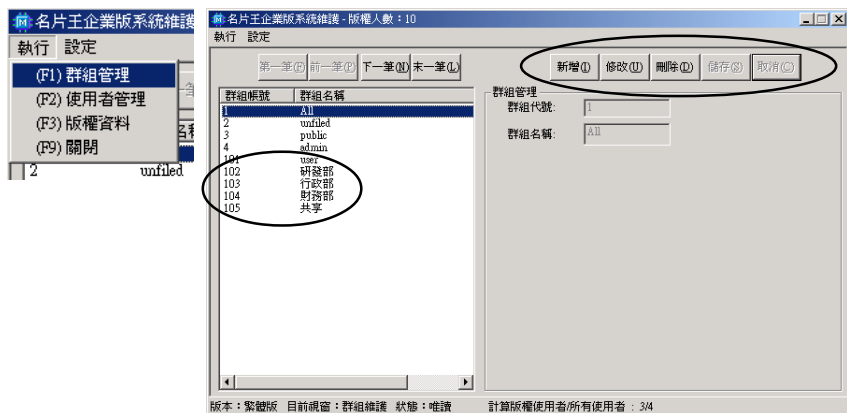 名片王企業版系統維護
執行 設定
(F1) 群組管理
(F2) 使用者管理
(F3) 版權資料
(F9) 關閉
2 unfiled
名片王企業版系統維護 - 版權人數：10
執行 設定
第一筆(F) 前一筆(P) 下一筆(N) 末一筆(L) 新增(I) 修改(U) 刪除(D) 儲存(S) 取消(C)
群組帳號 群組名稱
1 All
2 unfiled
3 public
4 admin
101 user
102 研發部
103 行政部
104 財務部
105 共享
群組管理
群組代號: 1
群組名稱: All
版本：繁體版 目前視窗：群組維護 狀態：唯讀 計算版權使用者/所有使用者 : 3/4